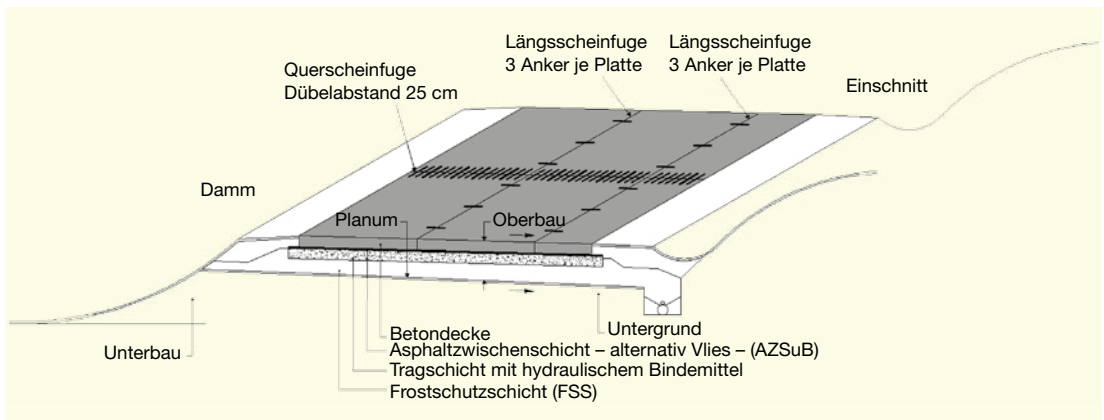 Längsscheinfuge
3 Anker je Platte
Längsscheinfuge
3 Anker je Platte
Querscheinfuge
Dübelabstand 25 cm
Einschnitt
Damm
Planum
Oberbau
Unterbau
Untergrund
Betondecke
Asphaltzwischenschicht – alternativ Vlies – (AZSuB)
Tragschicht mit hydraulischem Bindemittel
Frostschutzschicht (FSS)